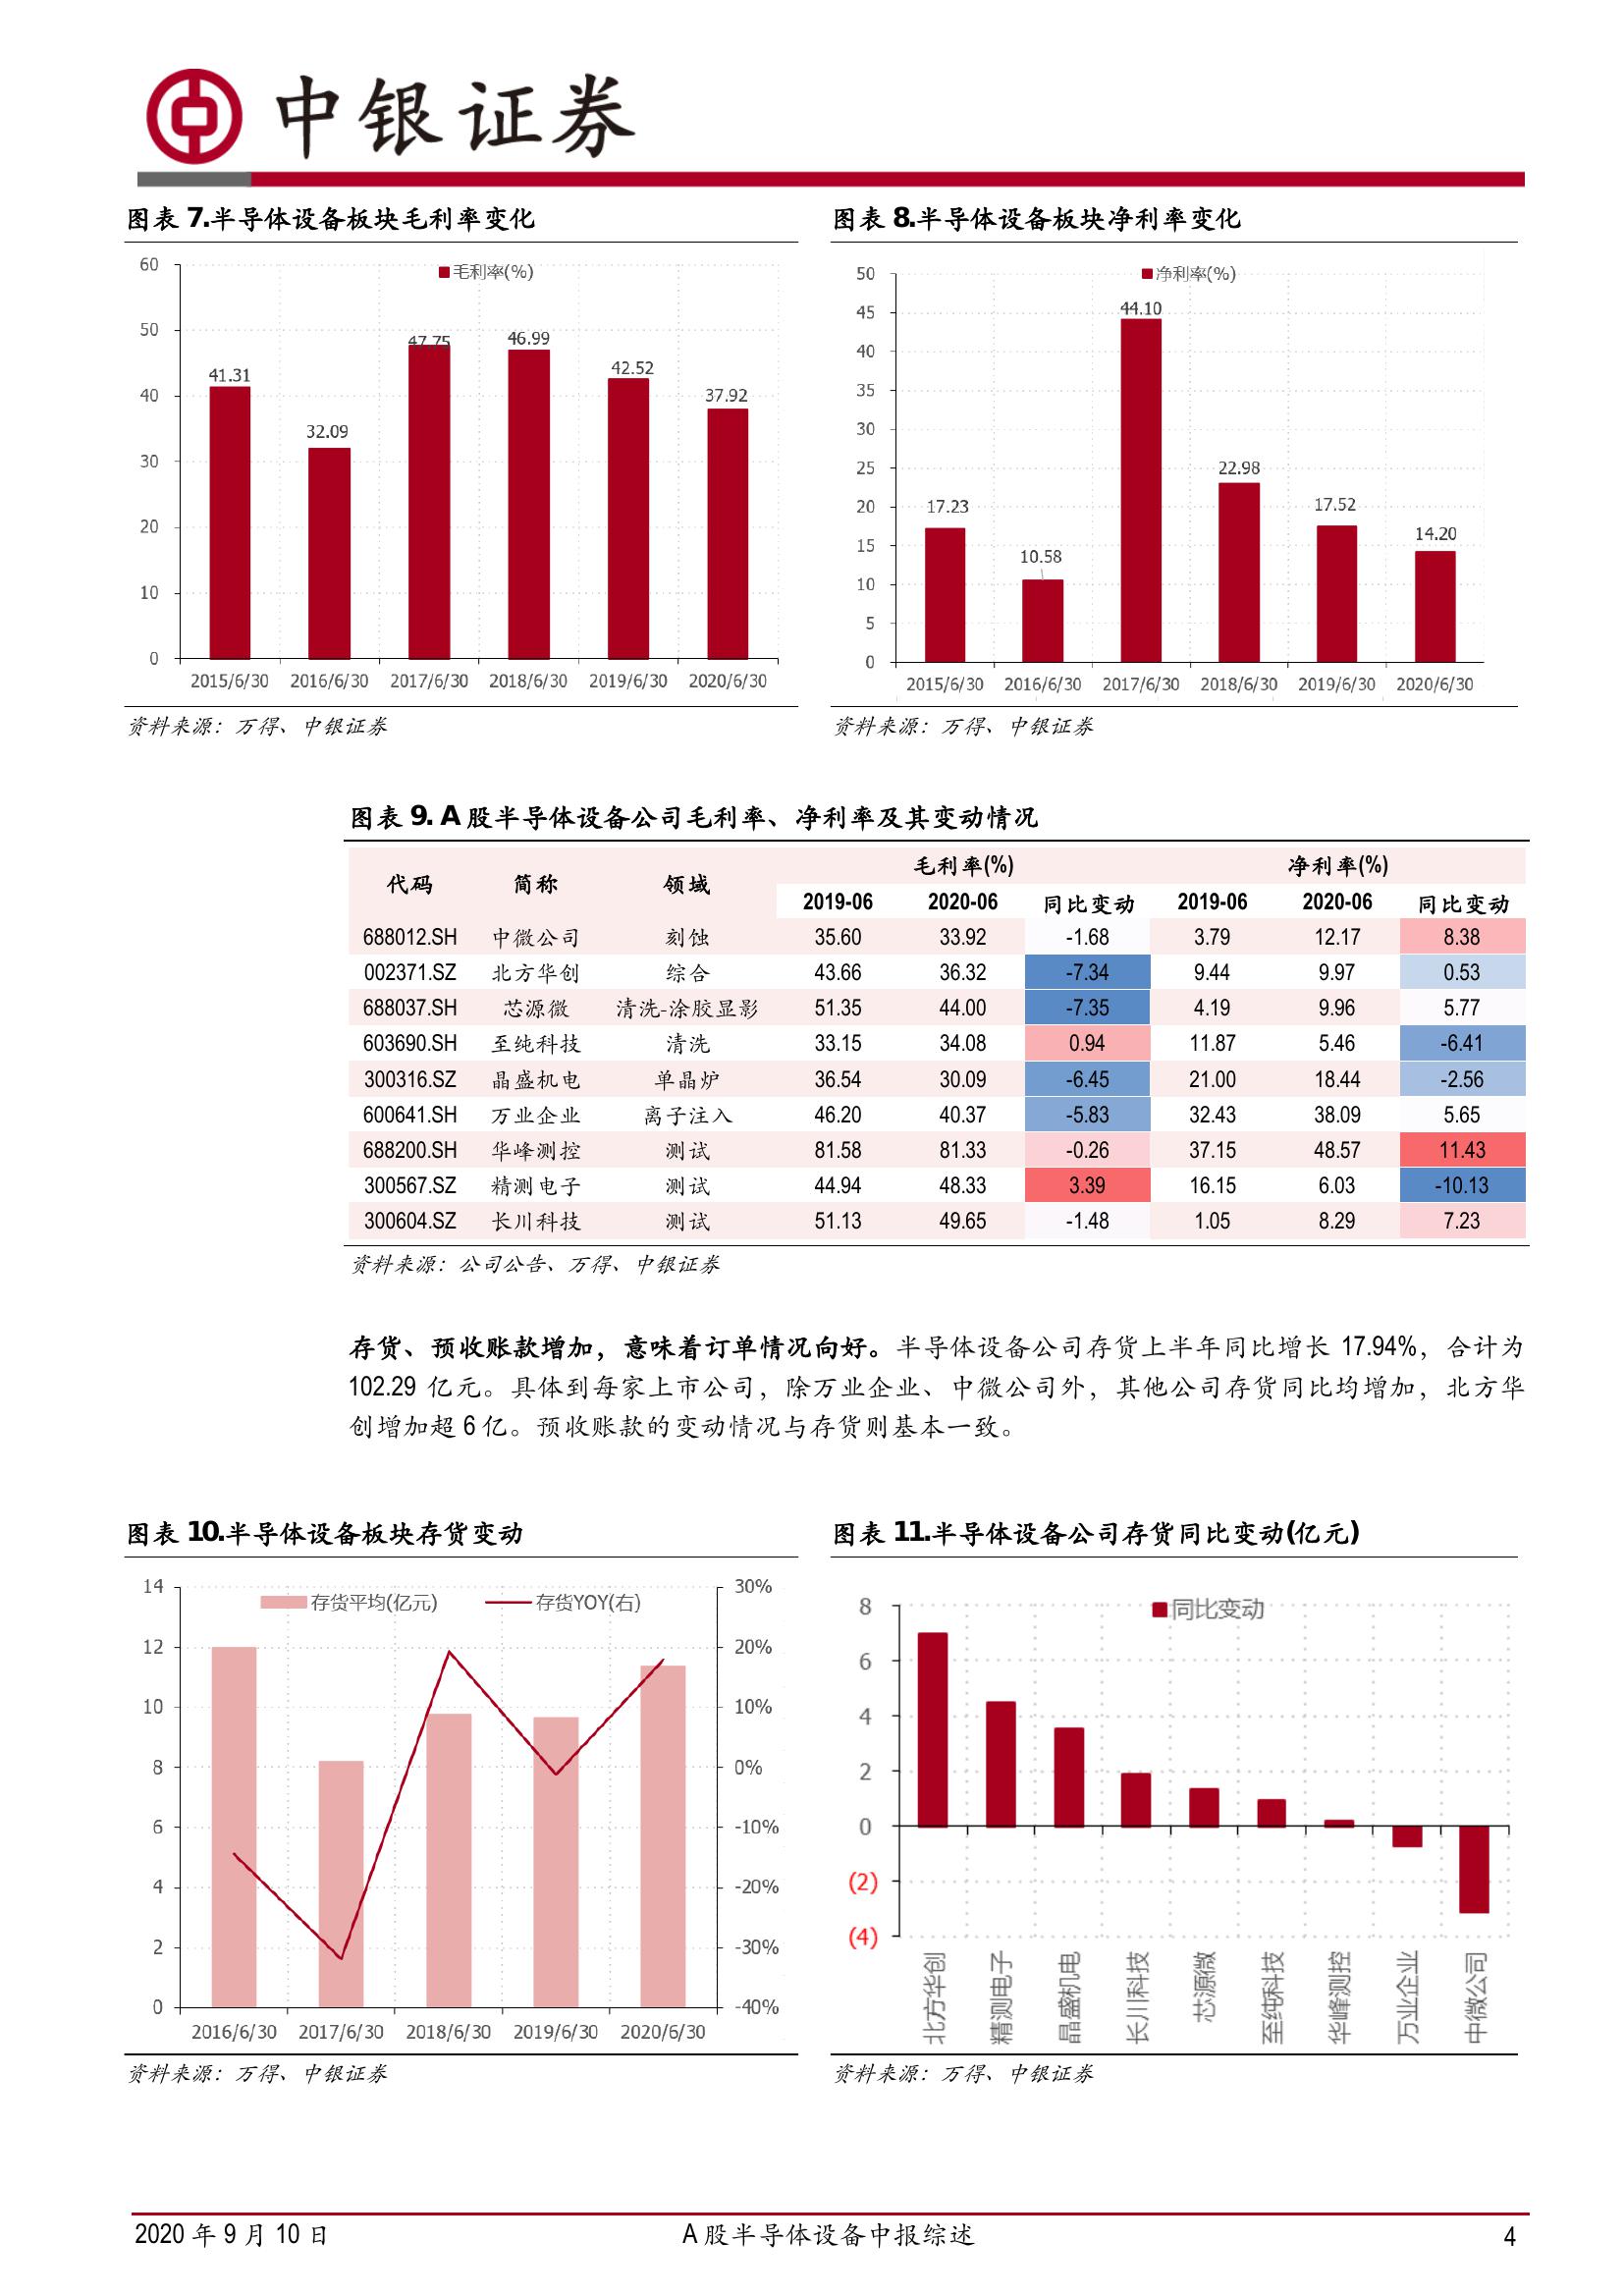 中银证券
图表 7.半导体设备板块毛利率变化
毛利率(%)
60
50
40
30
20
10
0
41.31
32.09
47.75
46.99
42.52
37.92
2015/6/30 2016/6/30 2017/6/30 2018/6/30 2019/6/30 2020/6/30
资料来源：万得、中银证券
图表 8.半导体设备板块净利率变化
净利率(%)
50
45
40
35
30
25
20
15
10
5
0
17.23
10.58
44.10
22.98
17.52
14.20
2015/6/30 2016/6/30 2017/6/30 2018/6/30 2019/6/30 2020/6/30
资料来源：万得、中银证券
图表 9. A 股半导体设备公司毛利率、净利率及其变动情况
代码 简称 领域 毛利率(%) 净利率(%)
2019-06 2020-06 同比变动 2019-06 2020-06 同比变动
688012.SH 中微公司 刻蚀 35.60 33.92 -1.68 3.79 12.17 8.38
002371.SZ 北方华创 综合 43.66 36.32 -7.34 9.44 9.97 0.53
688037.SH 芯源微 清洗-涂胶显影 51.35 44.00 -7.35 4.19 9.96 5.77
603690.SH 至纯科技 清洗 33.15 34.08 0.94 11.87 5.46 -6.41
300316.SZ 晶盛机电 单晶炉 36.54 30.09 -6.45 21.00 18.44 -2.56
600641.SH 万业企业 离子注入 46.20 40.37 -5.83 32.43 38.09 5.65
688200.SH 华峰测控 测试 81.58 81.33 -0.26 37.15 48.57 11.43
300567.SZ 精测电子 测试 44.94 48.33 3.39 16.15 6.03 -10.13
300604.SZ 长川科技 测试 51.13 49.65 -1.48 1.05 8.29 7.23
资料来源：公司公告、万得、中银证券
存货、预收账款增加，意味着订单情况向好。半导体设备公司存货上半年同比增长 17.94%，合计为
102.29 亿元。具体到每家上市公司，除万业企业、中微公司外，其他公司存货同比均增加，北方华
创增加超 6 亿。预收账款的变动情况与存货则基本一致。
图表 10.半导体设备板块存货变动
存货平均(亿元) 存货YOY(右)
14
12
10
8
6
4
2
0
30%
20%
10%
0%
-10%
-20%
-30%
-40%
2016/6/30 2017/6/30 2018/6/30 2019/6/30 2020/6/30
资料来源：万得、中银证券
图表 11.半导体设备公司存货同比变动(亿元)
同比变动
8
6
4
2
0
(2)
(4)
北方华创
精测电子
晶盛机电
长川科技
芯源微
至纯科技
华峰测控
万业企业
中微公司
资料来源：万得、中银证券
2020 年 9 月 10 日 A 股半导体设备中报综述 4